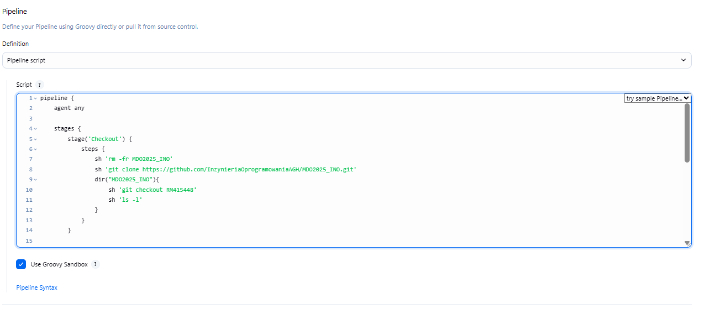 Pipeline
Define your Pipeline using Groovy directly or pull it from source control.
Definition
Pipeline script
Script ?
try sample Pipeline...
1 pipeline {
2 agent any
3
4 stages {
5 stage('Checkout') {
6 steps {
7 sh 'rm -fr MDO2025_INO'
8 sh 'git clone https://github.com/InzynieriaOprogramowaniaAGH/MDO2025_INO.git'
9 dir("MDO2025_INO"){
10 sh 'git checkout'
11 sh 'ls -l'
12 }
13 }
14 }
15
Use Groovy Sandbox ?
Pipeline Syntax